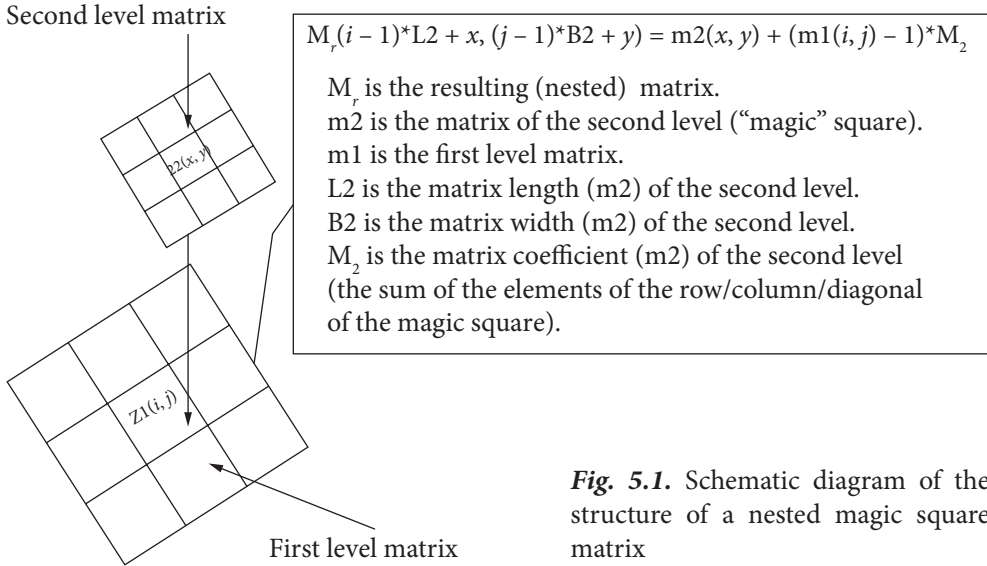 Second level matrix
M_r(i – 1)*L2 + x, (j – 1)*B2 + y) = m2(x, y) + (m1(i, j) – 1)*M_2
M_r is the resulting (nested) matrix.
m2 is the matrix of the second level (“magic” square).
m1 is the first level matrix.
L2 is the matrix length (m2) of the second level.
B2 is the matrix width (m2) of the second level.
M_2 is the matrix coefficient (m2) of the second level
(the sum of the elements of the row/column/diagonal
of the magic square).
22(x, y)
Z1(i, j)
First level matrix
Fig. 5.1. Schematic diagram of the
structure of a nested magic square
matrix